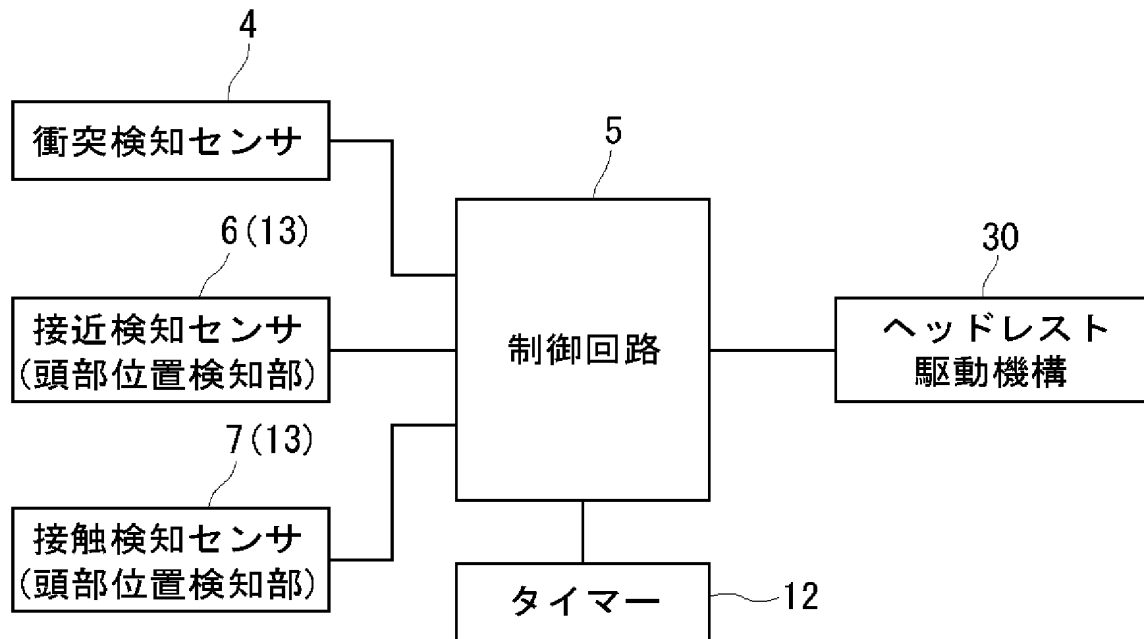 4
衝突検知センサ
5
6(13)
接近検知センサ
(頭部位置検知部)
制御回路
30
ヘッドレスト
駆動機構
7(13)
接触検知センサ
(頭部位置検知部)
タイマー
12